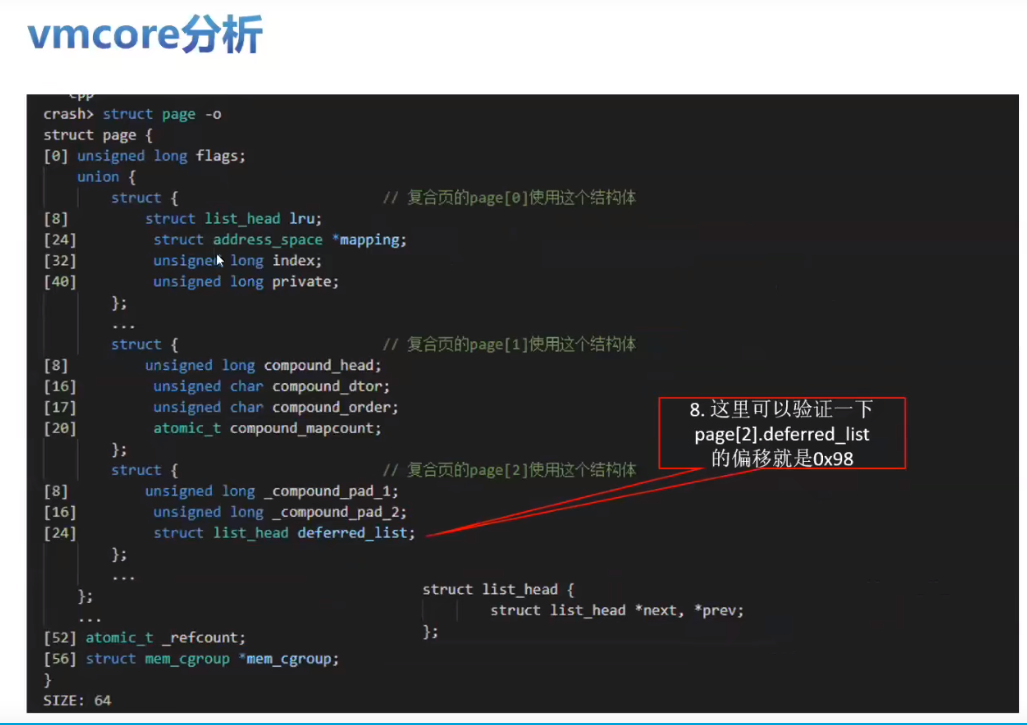 vmcore分析
cpp
crash> struct page -o
struct page {
[0] unsigned long flags;
union {
struct { // 复合页的page[0]使用这个结构体
[8] struct list_head lru;
[24] struct address_space *mapping;
[32] unsigned long index;
[40] unsigned long private;
};
...
struct { // 复合页的page[1]使用这个结构体
[8] unsigned long compound_head;
[16] unsigned char compound_dtor;
[17] unsigned char compound_order;
[20] atomic_t compound_mapcount;
};
struct { // 复合页的page[2]使用这个结构体
[8] unsigned long _compound_pad_1;
[16] unsigned long _compound_pad_2;
[24] struct list_head deferred_list;
};
...
};
...
[52] atomic_t _refcount;
[56] struct mem_cgroup *mem_cgroup;
}
SIZE: 64
8. 这里可以验证一下
page[2].deferred_list
的偏移就是0x98
struct list_head {
struct list_head *next, *prev;
};